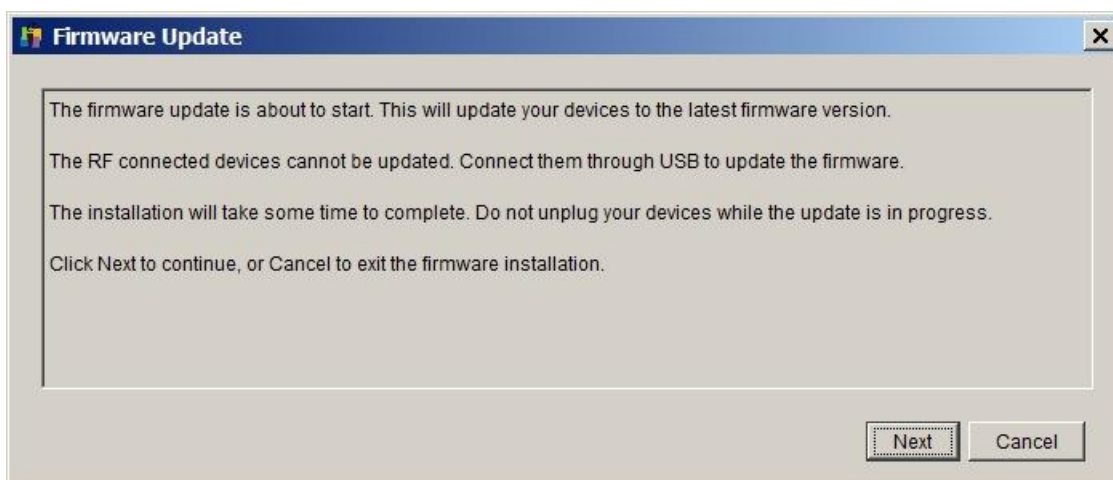 Firmware Update
The firmware update is about to start. This will update your devices to the latest firmware version.
The RF connected devices cannot be updated. Connect them through USB to update the firmware.
The installation will take some time to complete. Do not unplug your devices while the update is in progress.
Click Next to continue, or Cancel to exit the firmware installation.
Next Cancel